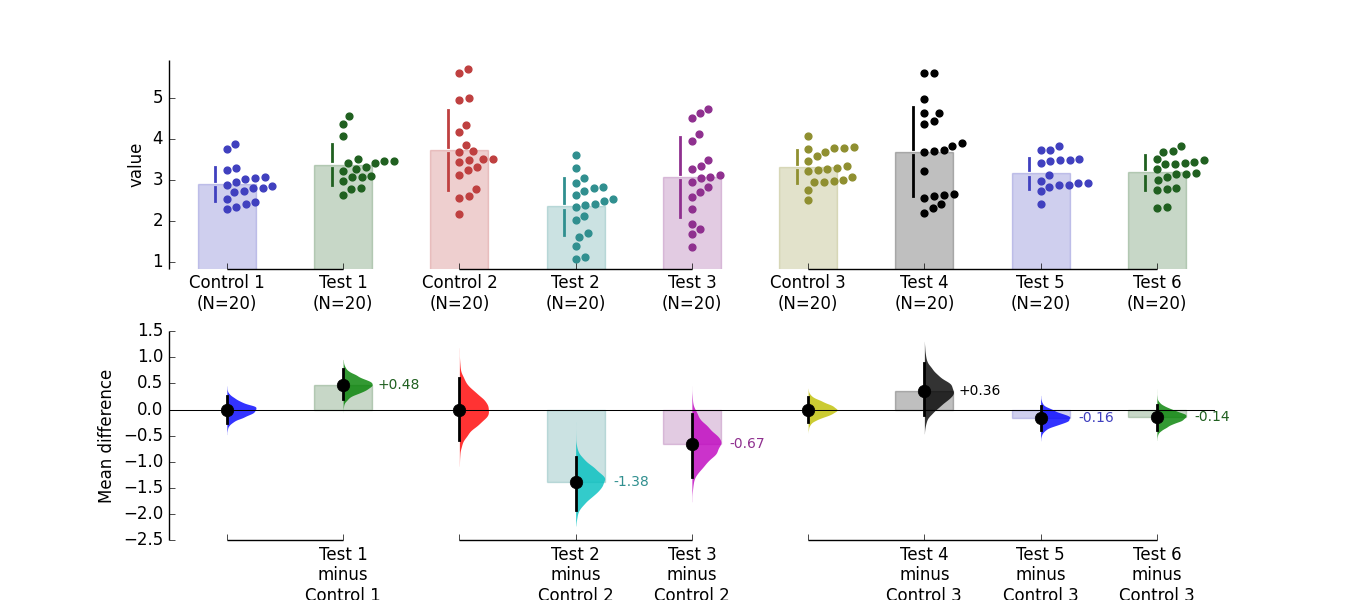 value
5
4
3
2
1
Control 1 Test 1 Control 2 Test 2 Test 3 Control 3 Test 4 Test 5 Test 6
(N=20) (N=20) (N=20) (N=20) (N=20) (N=20) (N=20) (N=20) (N=20)
Mean difference
1.5
1.0
0.5
0.0
−0.5
−1.0
−1.5
−2.0
−2.5
+0.48
-1.38
-0.67
+0.36
-0.16
-0.14
Test 1 Test 2 Test 3 Test 4 Test 5 Test 6
minus minus minus minus minus minus
Control 1 Control 2 Control 2 Control 3 Control 3 Control 3